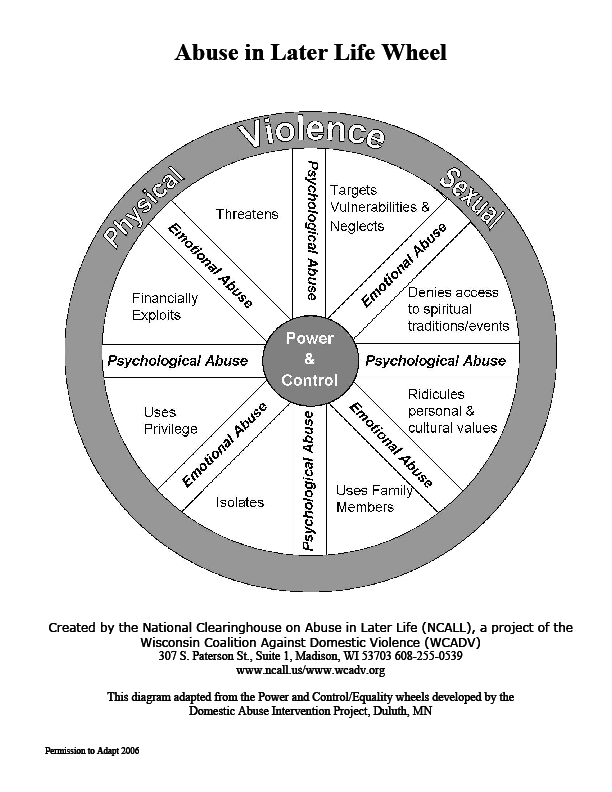 Abuse in Later Life Wheel
Violence
Physical
Sexual
Psychological Abuse
Targets
Vulnerabilities &
Neglects
Threatens
Emotional Abuse
Emotional Abuse
Denies access
to spiritual
traditions/events
Financially
Exploits
Power
&
Control
Psychological Abuse
Psychological Abuse
Ridicules
personal &
cultural values
Uses
Privilege
Emotional Abuse
Emotional Abuse
Psychological Abuse
Uses Family
Members
Isolates
Created by the National Clearinghouse on Abuse in Later Life (NCALL), a project of the
Wisconsin Coalition Against Domestic Violence (WCADV)
307 S. Paterson St., Suite 1, Madison, WI 53703 608-255-0539
www.ncall.us/www.wcadv.org
This diagram adapted from the Power and Control/Equality wheels developed by the
Domestic Abuse Intervention Project, Duluth, MN
Permission to Adapt 2006